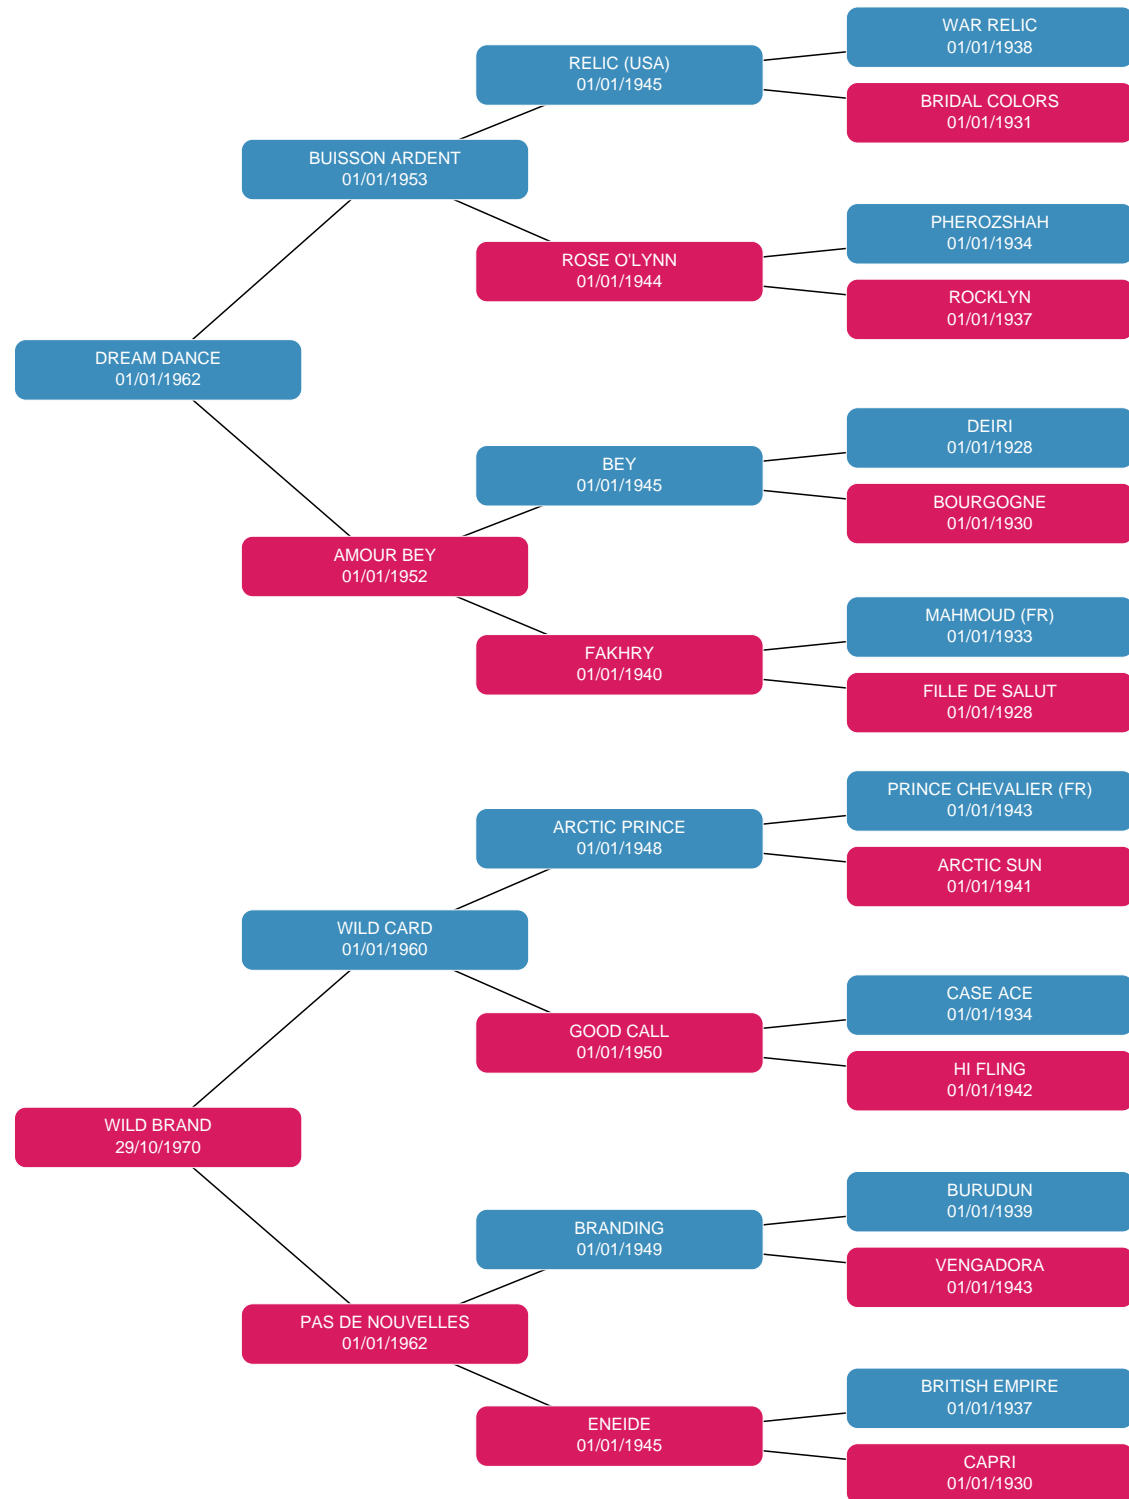 WAR RELIC
01/01/1938
RELIC (USA)
01/01/1945
BRIDAL COLORS
01/01/1931
BUISSON ARDENT
01/01/1953
PHEROZSHAH
01/01/1934
ROSE O'LYNN
01/01/1944
ROCKLYN
01/01/1937
DREAM DANCE
01/01/1962
DEIRI
01/01/1928
BEY
01/01/1945
BOURGOGNE
01/01/1930
AMOUR BEY
01/01/1952
MAHMOUD (FR)
01/01/1933
FAKHRY
01/01/1940
FILLE DE SALUT
01/01/1928
PRINCE CHEVALIER (FR)
01/01/1943
ARCTIC PRINCE
01/01/1948
ARCTIC SUN
01/01/1941
WILD CARD
01/01/1960
CASE ACE
01/01/1934
GOOD CALL
01/01/1950
HI FLING
01/01/1942
WILD BRAND
29/10/1970
BURUDUN
01/01/1939
BRANDING
01/01/1949
VENGADORA
01/01/1943
PAS DE NOUVELLES
01/01/1962
BRITISH EMPIRE
01/01/1937
ENEIDE
01/01/1945
CAPRI
01/01/1930